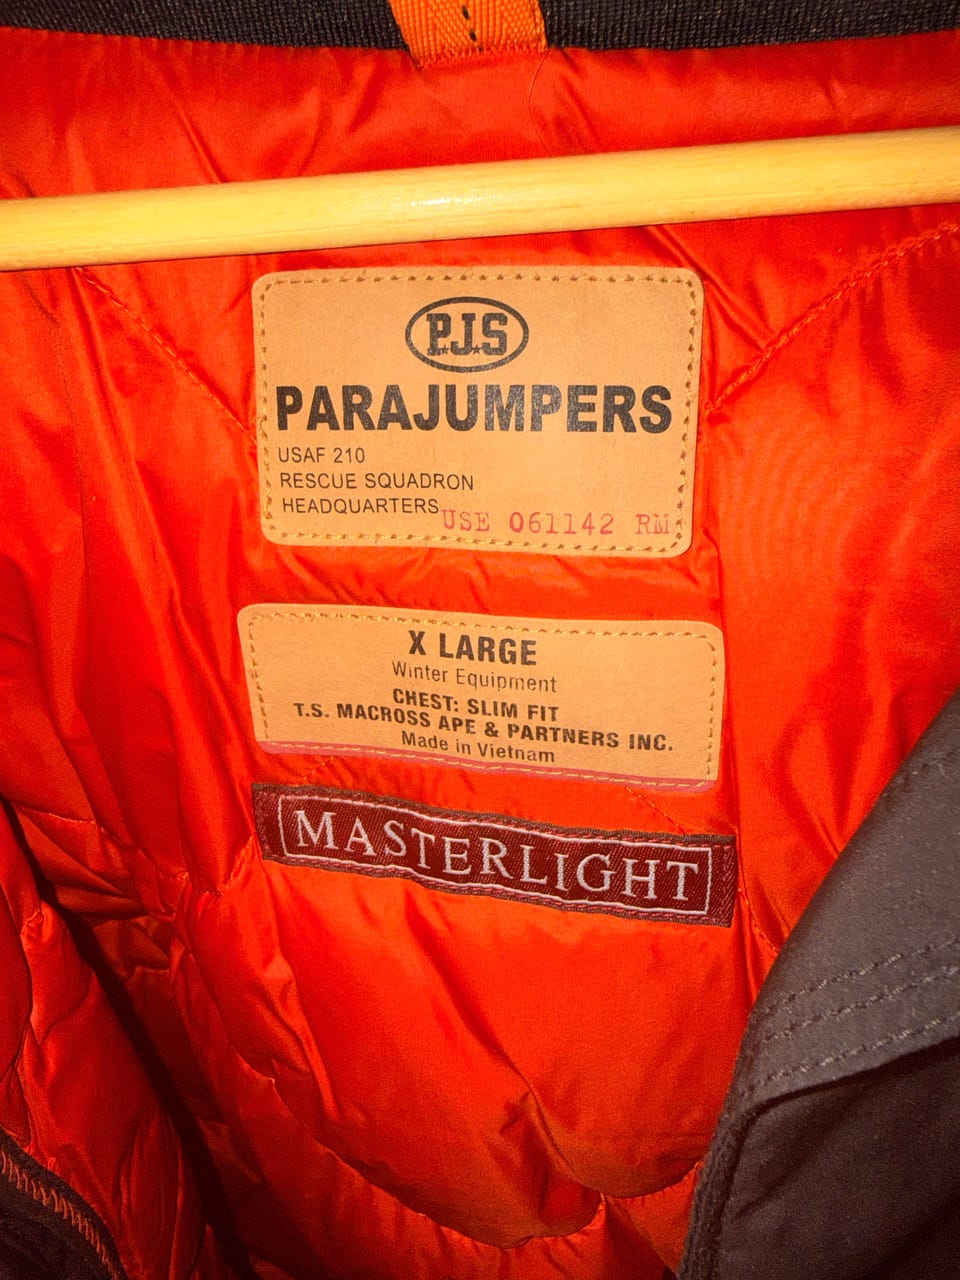 P.J.S
PARAJUMPERS
USAF 210
RESCUE SQUADRON
HEADQUARTERS USE 061142 RM
X LARGE
Winter Equipment
CHEST: SLIM FIT
T.S. MACROSS APE & PARTNERS INC.
Made in Vietnam
MASTERLIGHT